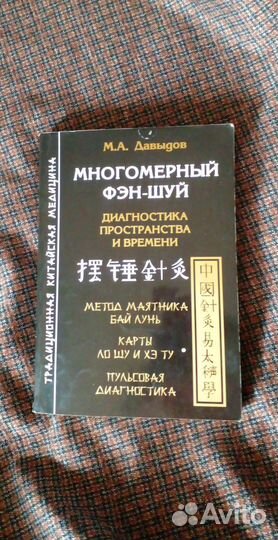 М.А. Давыдов
МНОГОМЕРНЫЙ
ФЭН-ШУЙ
ДИАГНОСТИКА
ПРОСТРАНСТВА
И ВРЕМЕНИ
摆锤針灸
МЕТОД МАЯТНИКА
БАЙ ЛУНЬ
КАРТЫ
ЛО ШУ И ХЭ ТУ
ПУЛЬСОВАЯ
ДИАГНОСТИКА
ТРАДИЦИОННАЯ КИТАЙСКАЯ МЕДИЦИНА
中國針灸易太極學
Avito